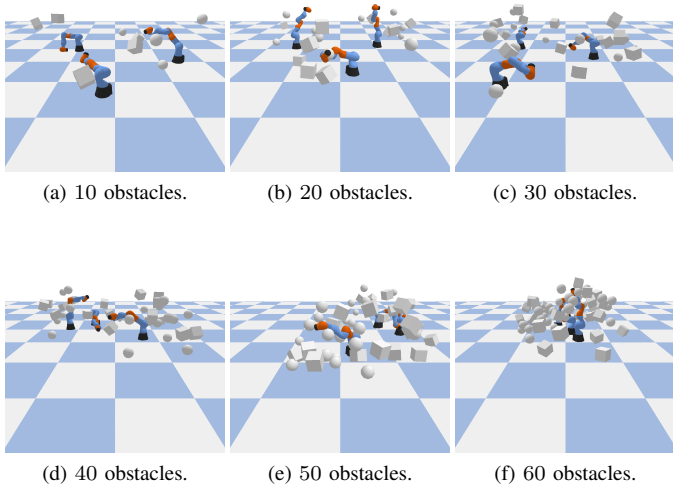 (a) 10 obstacles.
(b) 20 obstacles.
(c) 30 obstacles.
(d) 40 obstacles.
(e) 50 obstacles.
(f) 60 obstacles.